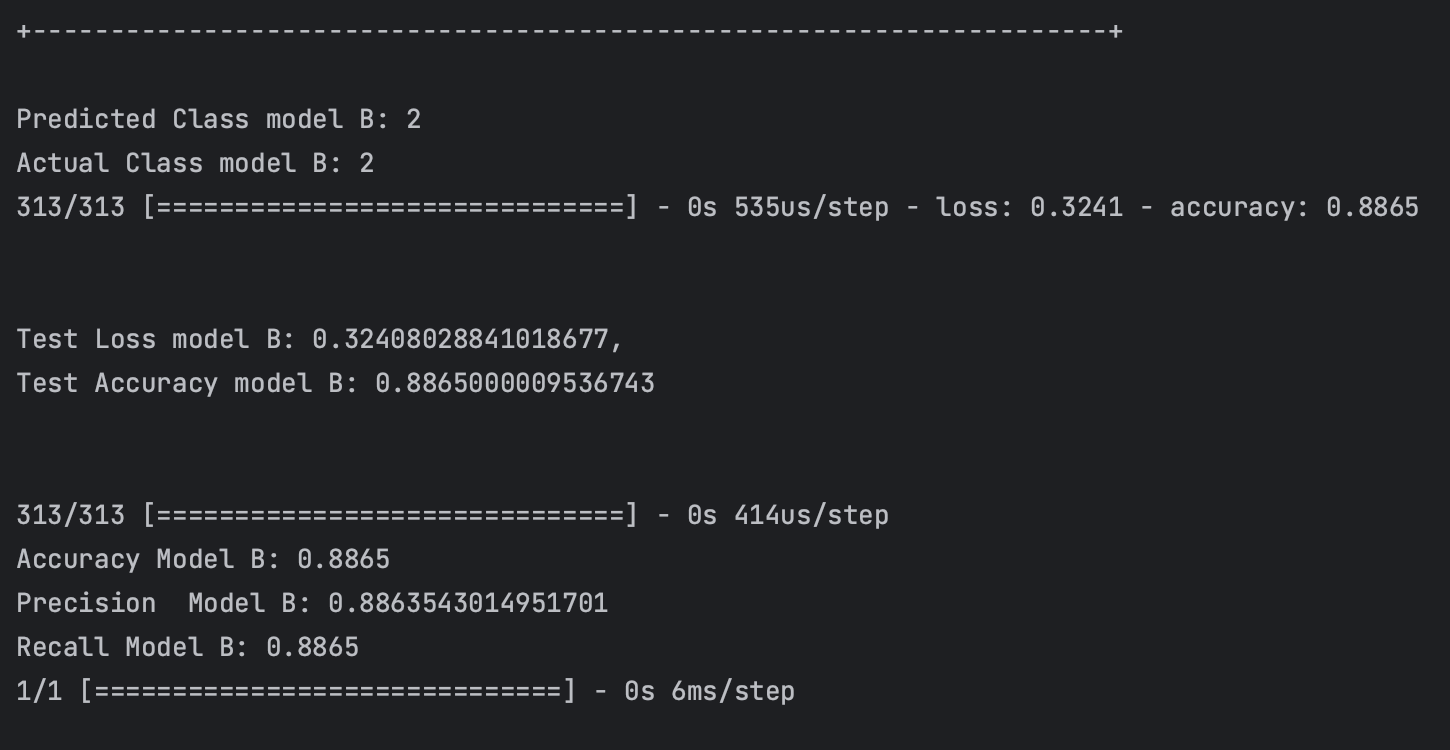 +---------------------------------------------------------------------+
Predicted Class model B: 2
Actual Class model B: 2
313/313 [==============================] - 0s 535us/step - loss: 0.3241 - accuracy: 0.8865
Test Loss model B: 0.32408028841018677,
Test Accuracy model B: 0.8865000009536743
313/313 [==============================] - 0s 414us/step
Accuracy Model B: 0.8865
Precision  Model B: 0.8863543014951701
Recall Model B: 0.8865
1/1 [==============================] - 0s 6ms/step